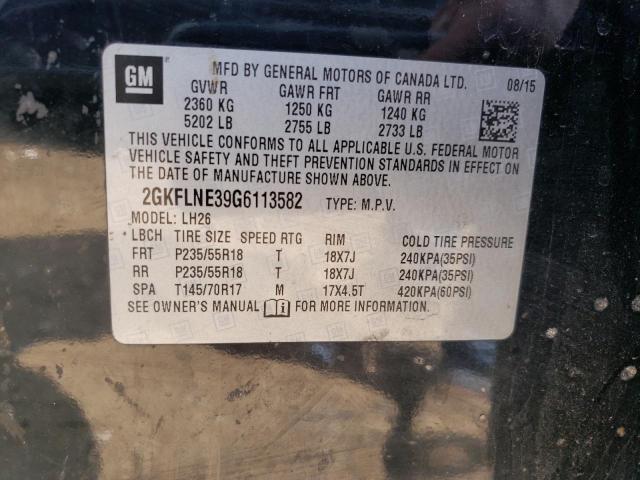 GM
MFD BY GENERAL MOTORS OF CANADA LTD. 08/15
GVWR GAWR FRT GAWR RR
2360 KG 1250 KG 1240 KG
5202 LB 2755 LB 2733 LB
THIS VEHICLE CONFORMS TO ALL APPLICABLE U.S. FEDERAL MOTOR
VEHICLE SAFETY AND THEFT PREVENTION STANDARDS IN EFFECT ON
THE DATE OF MANUFACTURE SHOWN ABOVE.
2GKFLNE39G6113582 TYPE: M.P.V.
MODEL: LH26
LBCH TIRE SIZE SPEED RTG RIM COLD TIRE PRESSURE
FRT P235/55R18 T 18X7J 240KPA(35PSI)
RR P235/55R18 T 18X7J 240KPA(35PSI)
SPA T145/70R17 M 17X4.5T 420KPA(60PSI)
SEE OWNER'S MANUAL